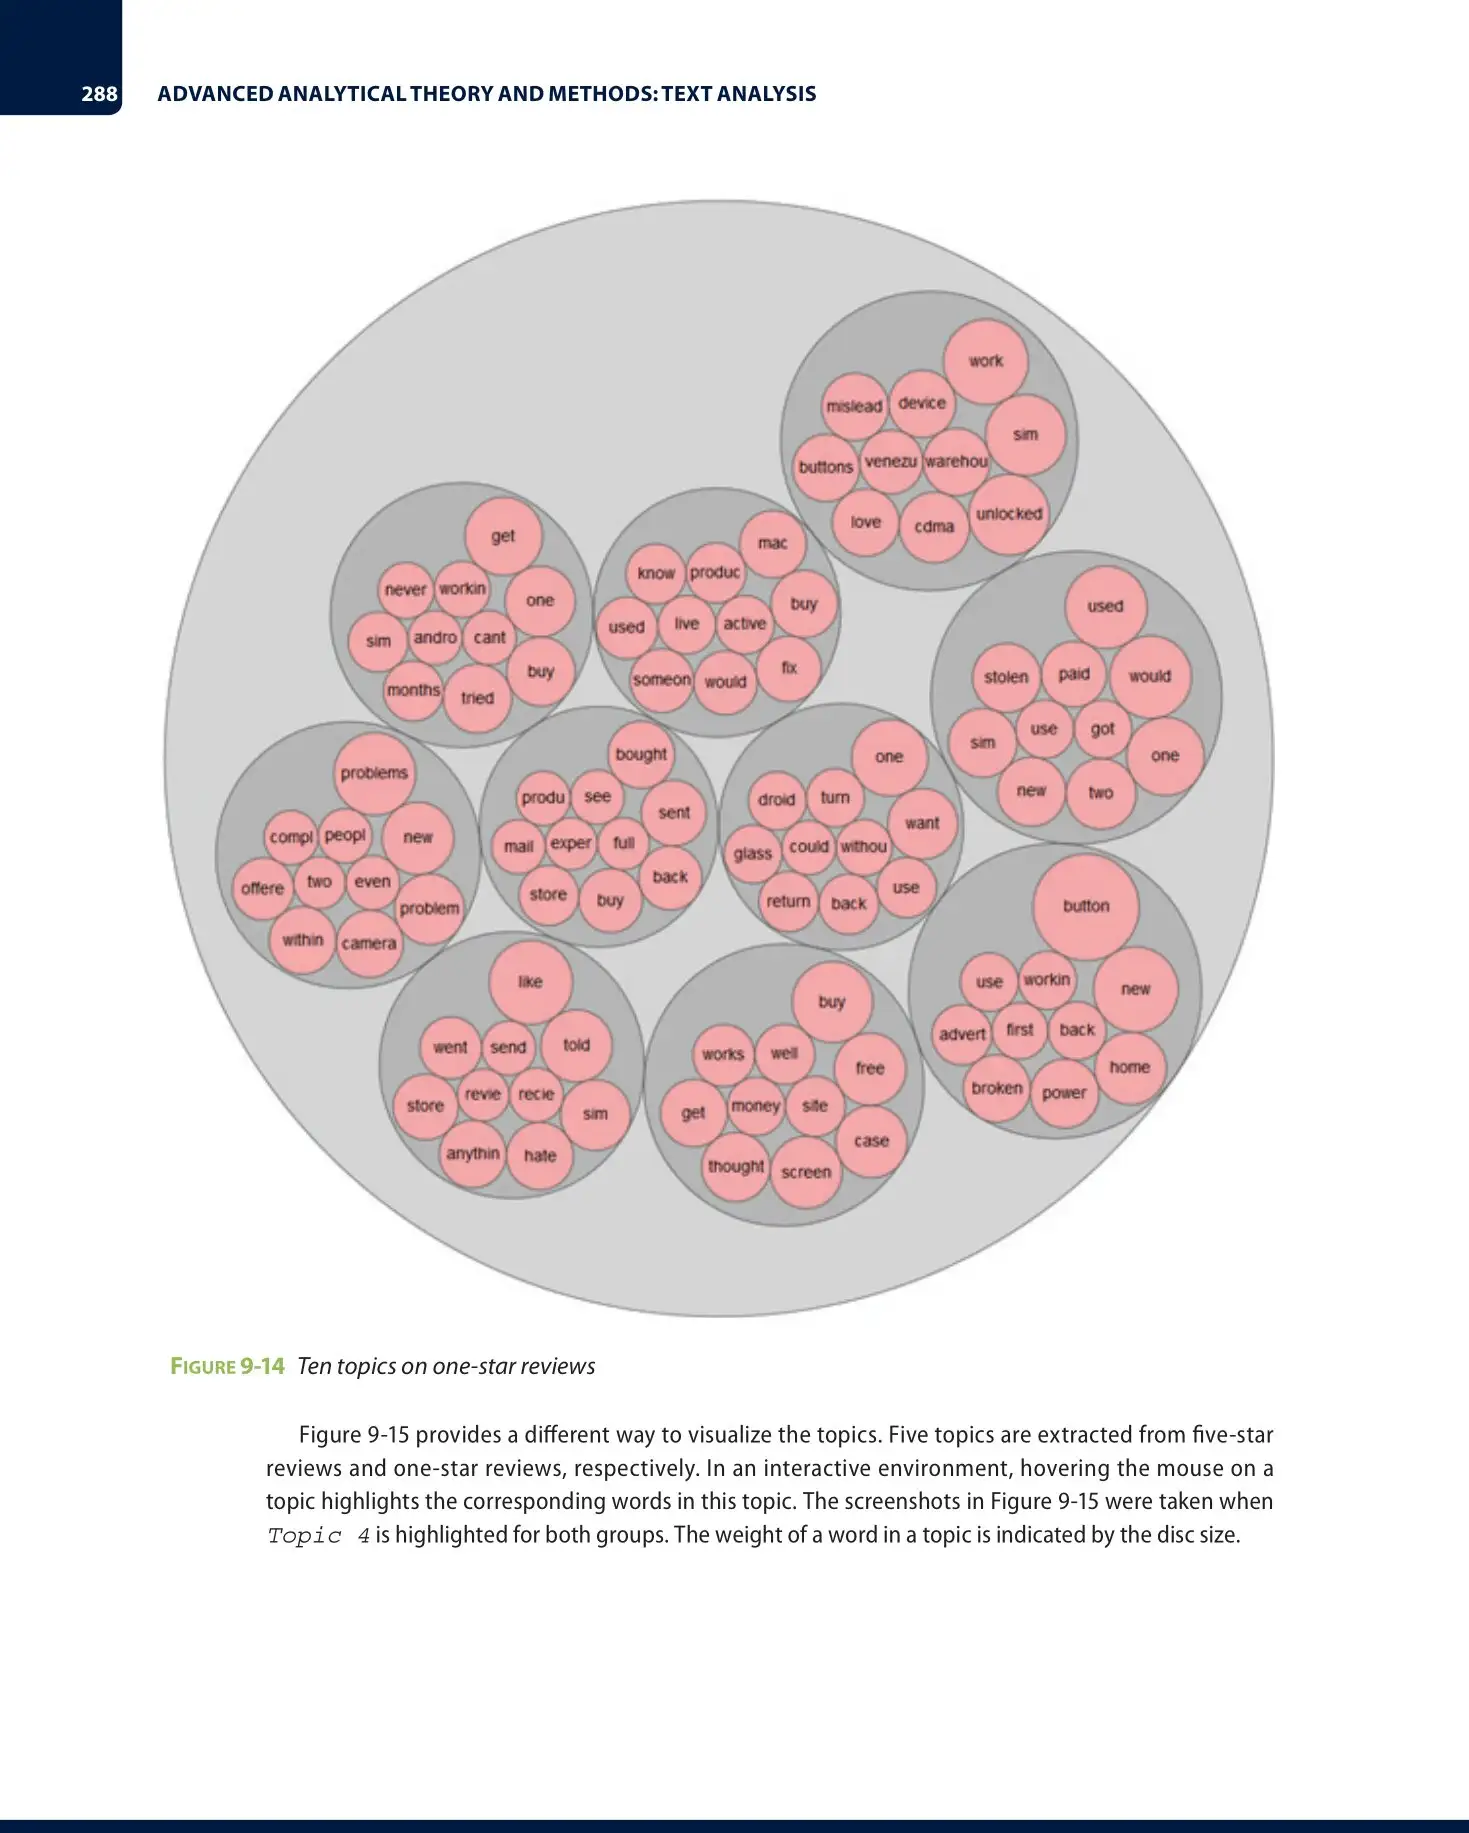 288 ADVANCED ANALYTICAL THEORY AND METHODS: TEXT ANALYSIS
work
mislead device
sim
buttons venezu warehou
love cdma unlocked
get
never workin
one
sim andro cant
buy
months tried
mac
know produc
buy
used live active
fix
someon would
used
stolen paid would
sim use got
one
new two
problems
compl peopl new
offere two even
problem
within camera
bought
produ see
sent
mail exper full
back
store buy
one
droid turn
want
glass could withou
use
return back
button
use workin new
advert first back
home
broken power
like
went send told
store revie recie
sim
anythin hate
buy
works well
free
get money site
case
thought screen
FIGURE 9-14 Ten topics on one-star reviews
Figure 9-15 provides a different way to visualize the topics. Five topics are extracted from five-star
reviews and one-star reviews, respectively. In an interactive environment, hovering the mouse on a
topic highlights the corresponding words in this topic. The screenshots in Figure 9-15 were taken when
Topic 4 is highlighted for both groups. The weight of a word in a topic is indicated by the disc size.